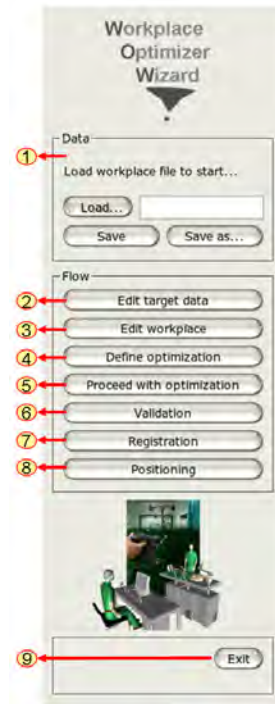 Workplace
Optimizer
Wizard
Data
1
Load workplace file to start...
Load...
Save Save as...
Flow
2 Edit target data
3 Edit workplace
4 Define optimization
5 Proceed with optimization
6 Validation
7 Registration
8 Positioning
9 Exit